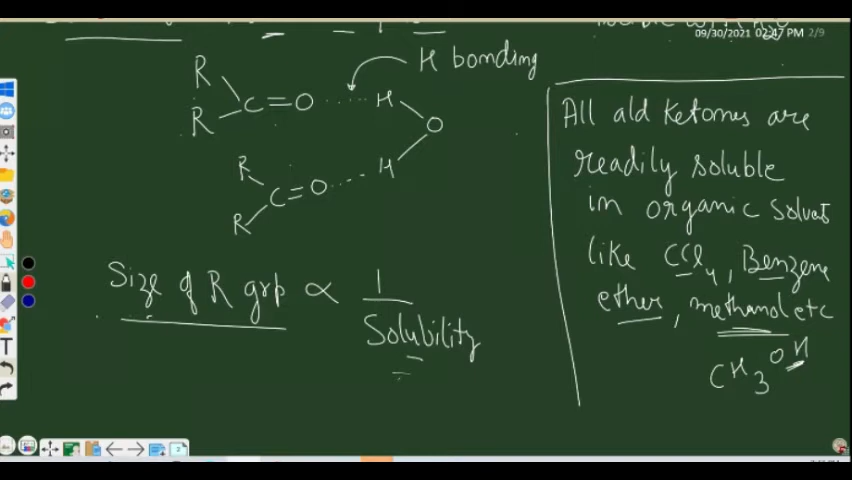 09/30/2021 02:47 PM 2/9
H bonding
R
R
C=O ····· H
O
R
R
C=O ···· H
Size of R grp ∝ 1
Solubility
All ald ketones are
readily soluble
in organic solvents
like CCl4, Benzene
ether, methanol etc
CH3OH
T
2